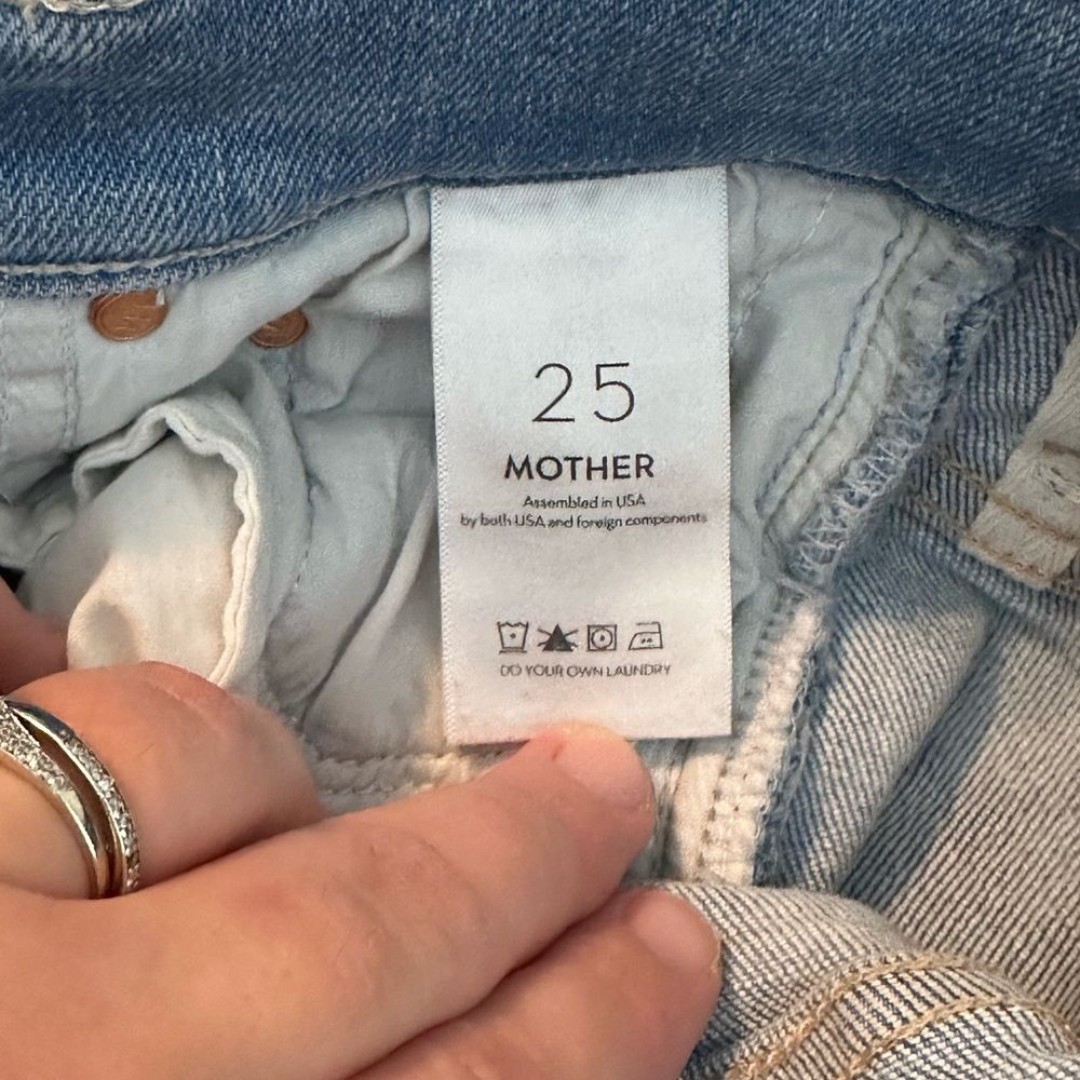 25
MOTHER
Assembled in USA
by both USA and foreign components
DO YOUR OWN LAUNDRY